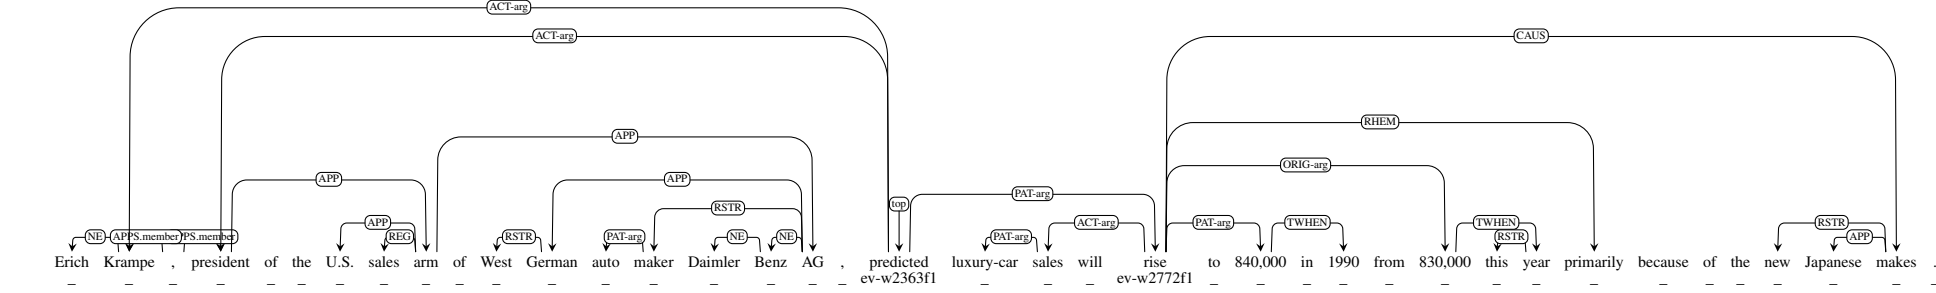 ACT-arg
ACT-arg CAUS
RHEM
APP
ORIG-arg
APP APP
top
PAT-arg
RSTR
APP ACT-arg PAT-arg TWHEN TWHEN RSTR
NE APPS.member PS.member REG RSTR PAT-arg NE NE PAT-arg RSTR APP
Erich Krampe , president of the U.S. sales arm of West German auto maker Daimler Benz AG , predicted luxury-car sales will rise to 840,000 in 1990 from 830,000 this year primarily because of the new Japanese makes .
_ _ _ _ _ _ _ _ _ _ _ _ _ _ _ _ _ _ ev-w2363f1 _ _ _ ev-w2772f1 _ _ _ _ _ _ _ _ _ _ _ _ _ _ _ _